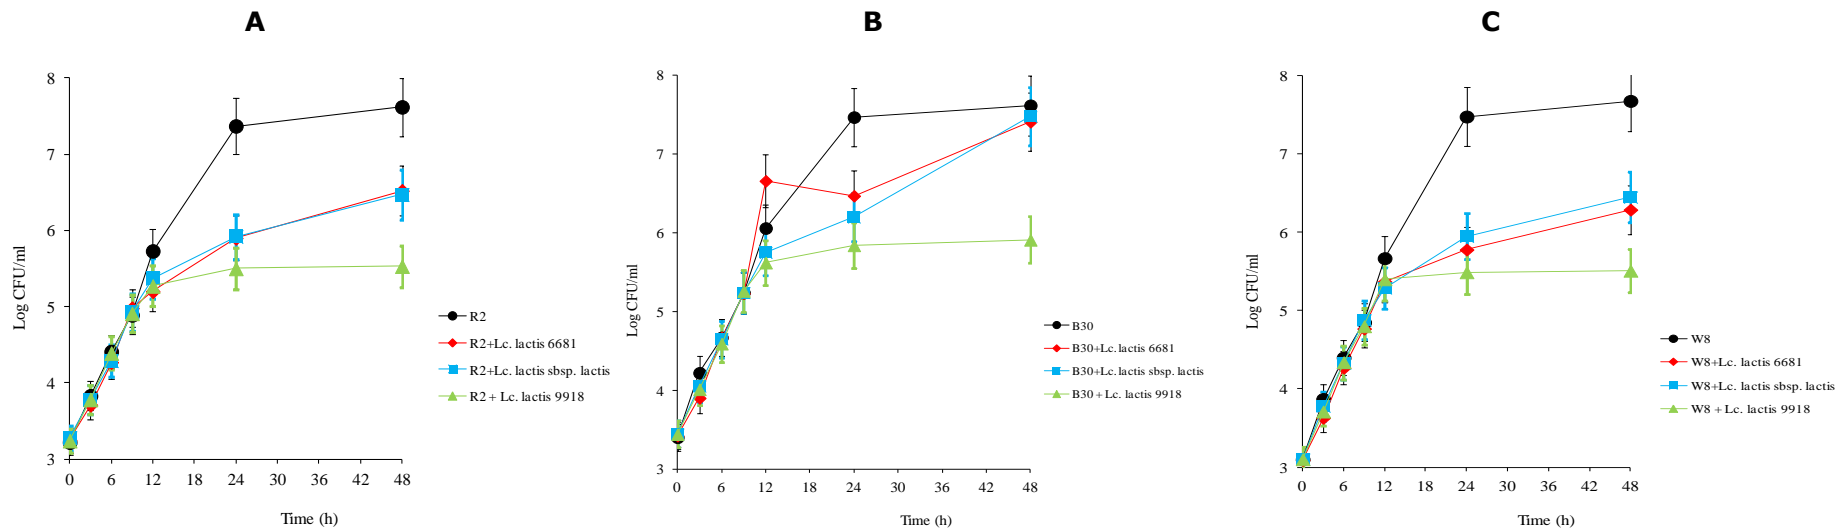 A
B
C
8
7
6
5
4
3
Log CFU/ml
0
6
12
24
30
36
42
48
Time (h)
R2
R2+Lc. lactis 6681
R2+Lc. lactis sbsp. lactis
R2 + Lc. lactis 9918
8
7
6
5
4
3
Log CFU/ml
0
6
12
24
30
36
42
48
Time (h)
B30
B30+Lc. lactis 6681
B30+Lc. lactis sbsp. lactis
B30 + Lc. lactis 9918
8
7
6
5
4
3
Log CFU/ml
0
6
12
24
30
36
42
48
Time (h)
W8
W8+Lc. lactis 6681
W8+Lc. lactis sbsp. lactis
W8 + Lc. lactis 9918